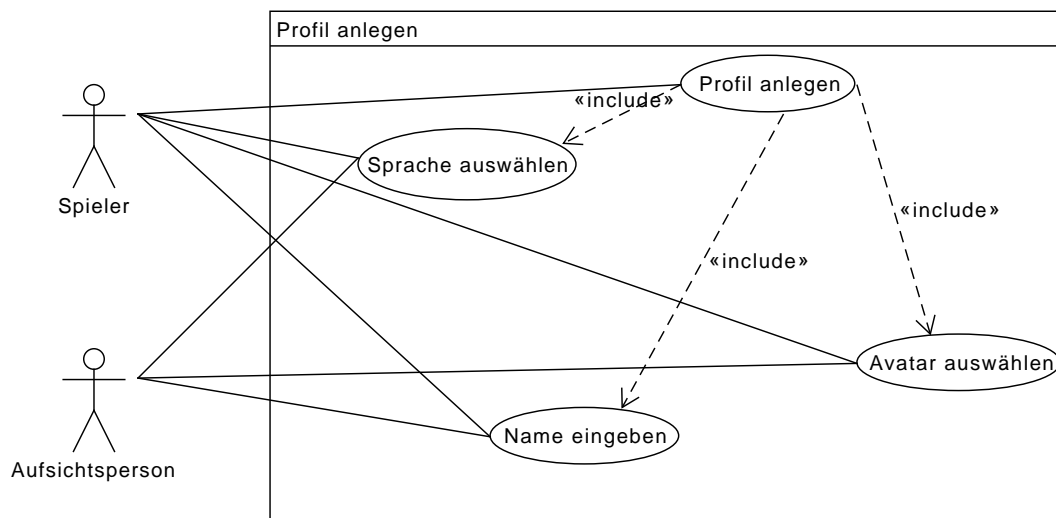 Profil anlegen
Profil anlegen
«include»
Sprache auswählen
Spieler
«include»
«include»
Avatar auswählen
Name eingeben
Aufsichtsperson